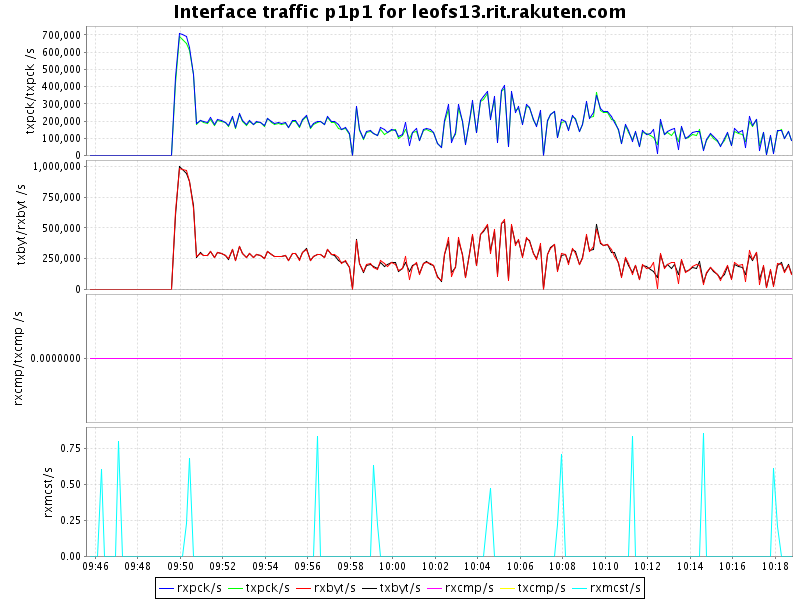 Interface traffic p1p1 for leofs13.rit.rakuten.com
txpck/txpck /s
700,000
600,000
500,000
400,000
300,000
200,000
100,000
0
txbyt/rxbyt /s
1,000,000
750,000
500,000
250,000
0
rxcmp/txcmp /s
0.0000000
rxmcst/s
0.75
0.50
0.25
0.00
09:46 09:48 09:50 09:52 09:54 09:56 09:58 10:00 10:02 10:04 10:06 10:08 10:10 10:12 10:14 10:16 10:18
rxpck/s txpck/s rxbyt/s txbyt/s rxcmp/s txcmp/s rxmcst/s